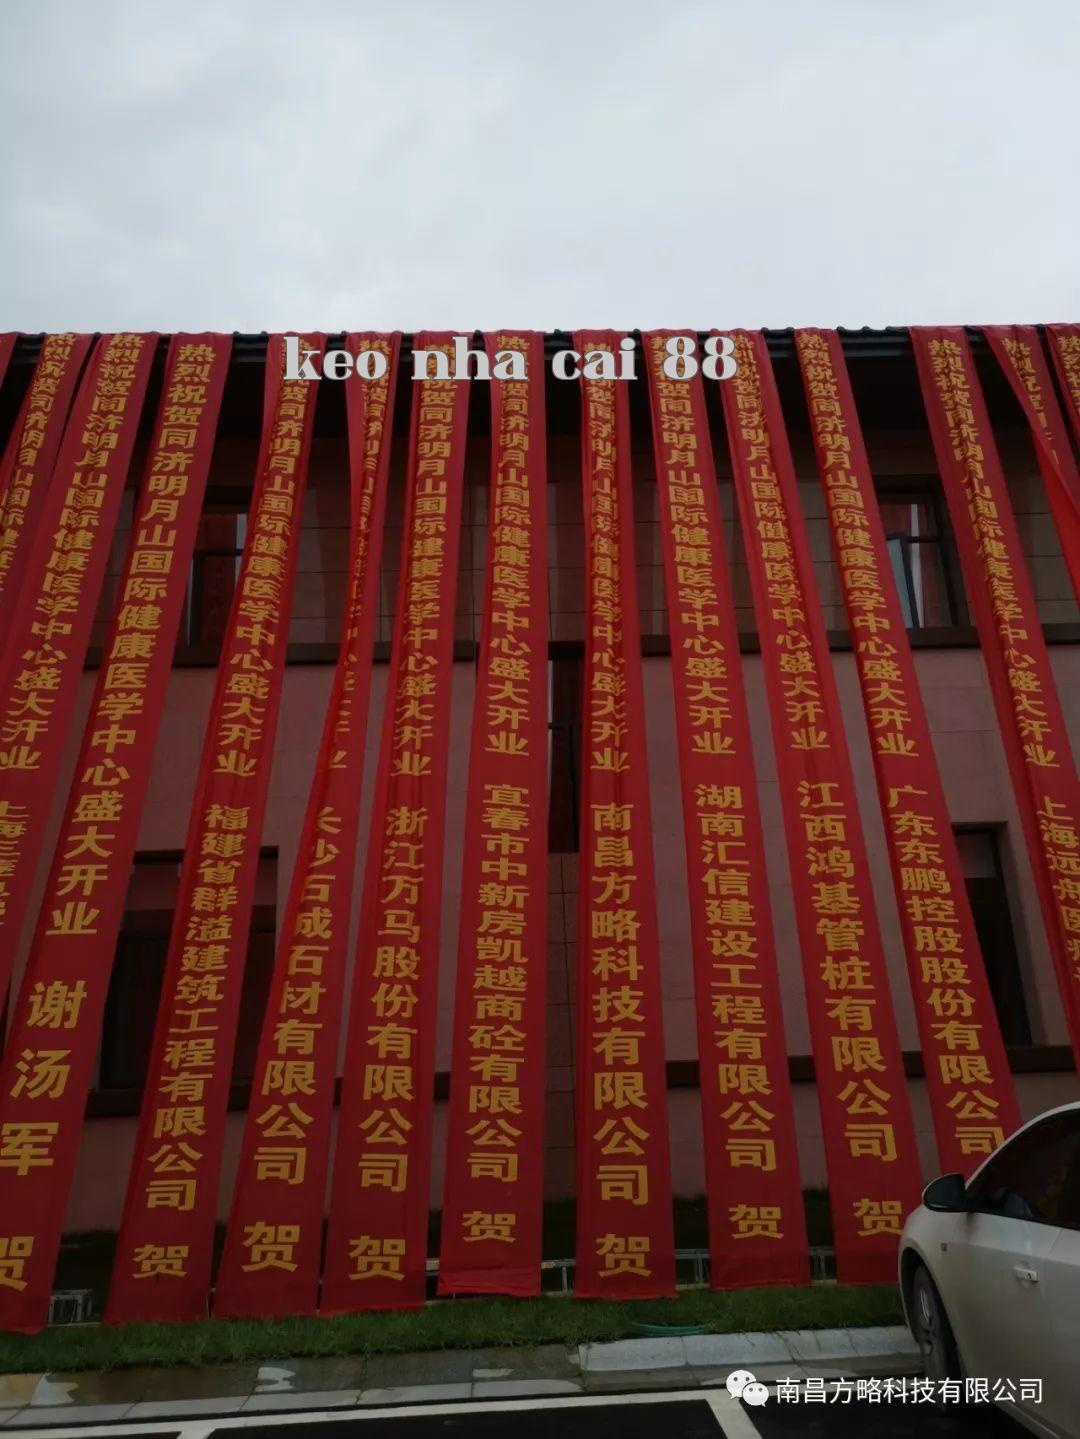 keo nha cai 88
热烈祝贺同济明月山国际健康医学中心盛大开业
热烈祝贺同济明月山国际健康医学中心盛大开业 谢汤军 贺
热烈祝贺同济明月山国际健康医学中心盛大开业 福建省群溢建筑工程有限公司 贺
长沙石成石材有限公司 贺
热烈祝贺同济明月山国际健康医学中心盛大开业 浙江万马股份有限公司 贺
热烈祝贺同济明月山国际健康医学中心盛大开业 宜春市中新房凯越商砼有限公司 贺
热烈祝贺同济明月山国际健康医学中心盛大开业 南昌方略科技有限公司 贺
热烈祝贺同济明月山国际健康医学中心盛大开业 湖南汇信建设工程有限公司 贺
热烈祝贺同济明月山国际健康医学中心盛大开业 江西鸿基管桩有限公司 贺
热烈祝贺同济明月山国际健康医学中心盛大开业 广东东鹏控股股份有限公司
热烈祝贺同济明月山国际健康医学中心盛大开业 上海远舟医
南昌方略科技有限公司